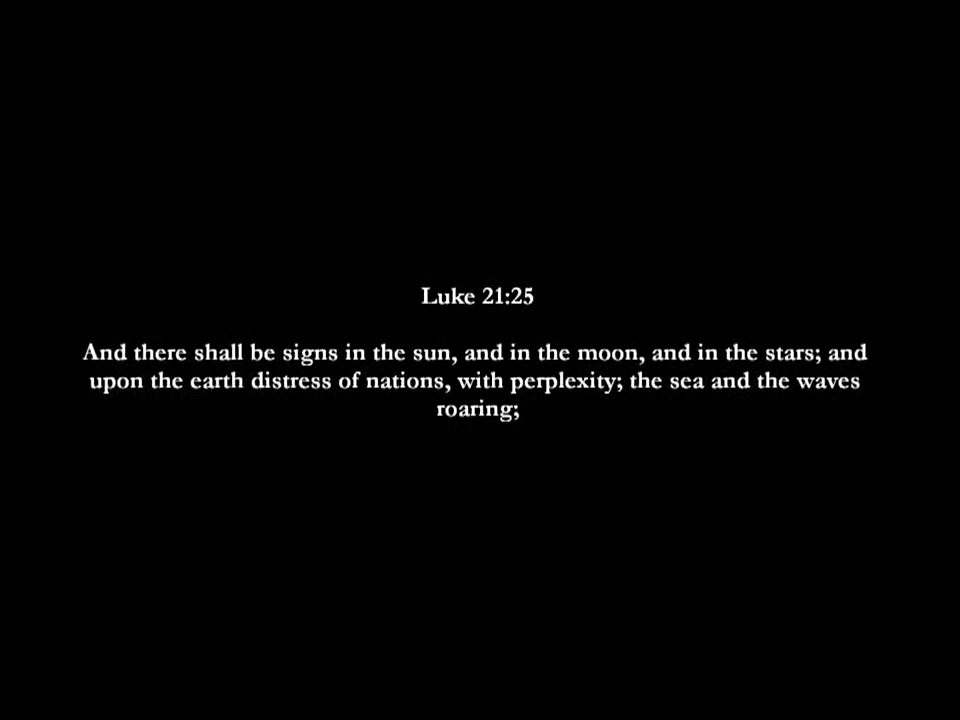 Luke 21:25
And there shall be signs in the sun, and in the moon, and in the stars; and
upon the earth distress of nations, with perplexity; the sea and the waves
roaring;